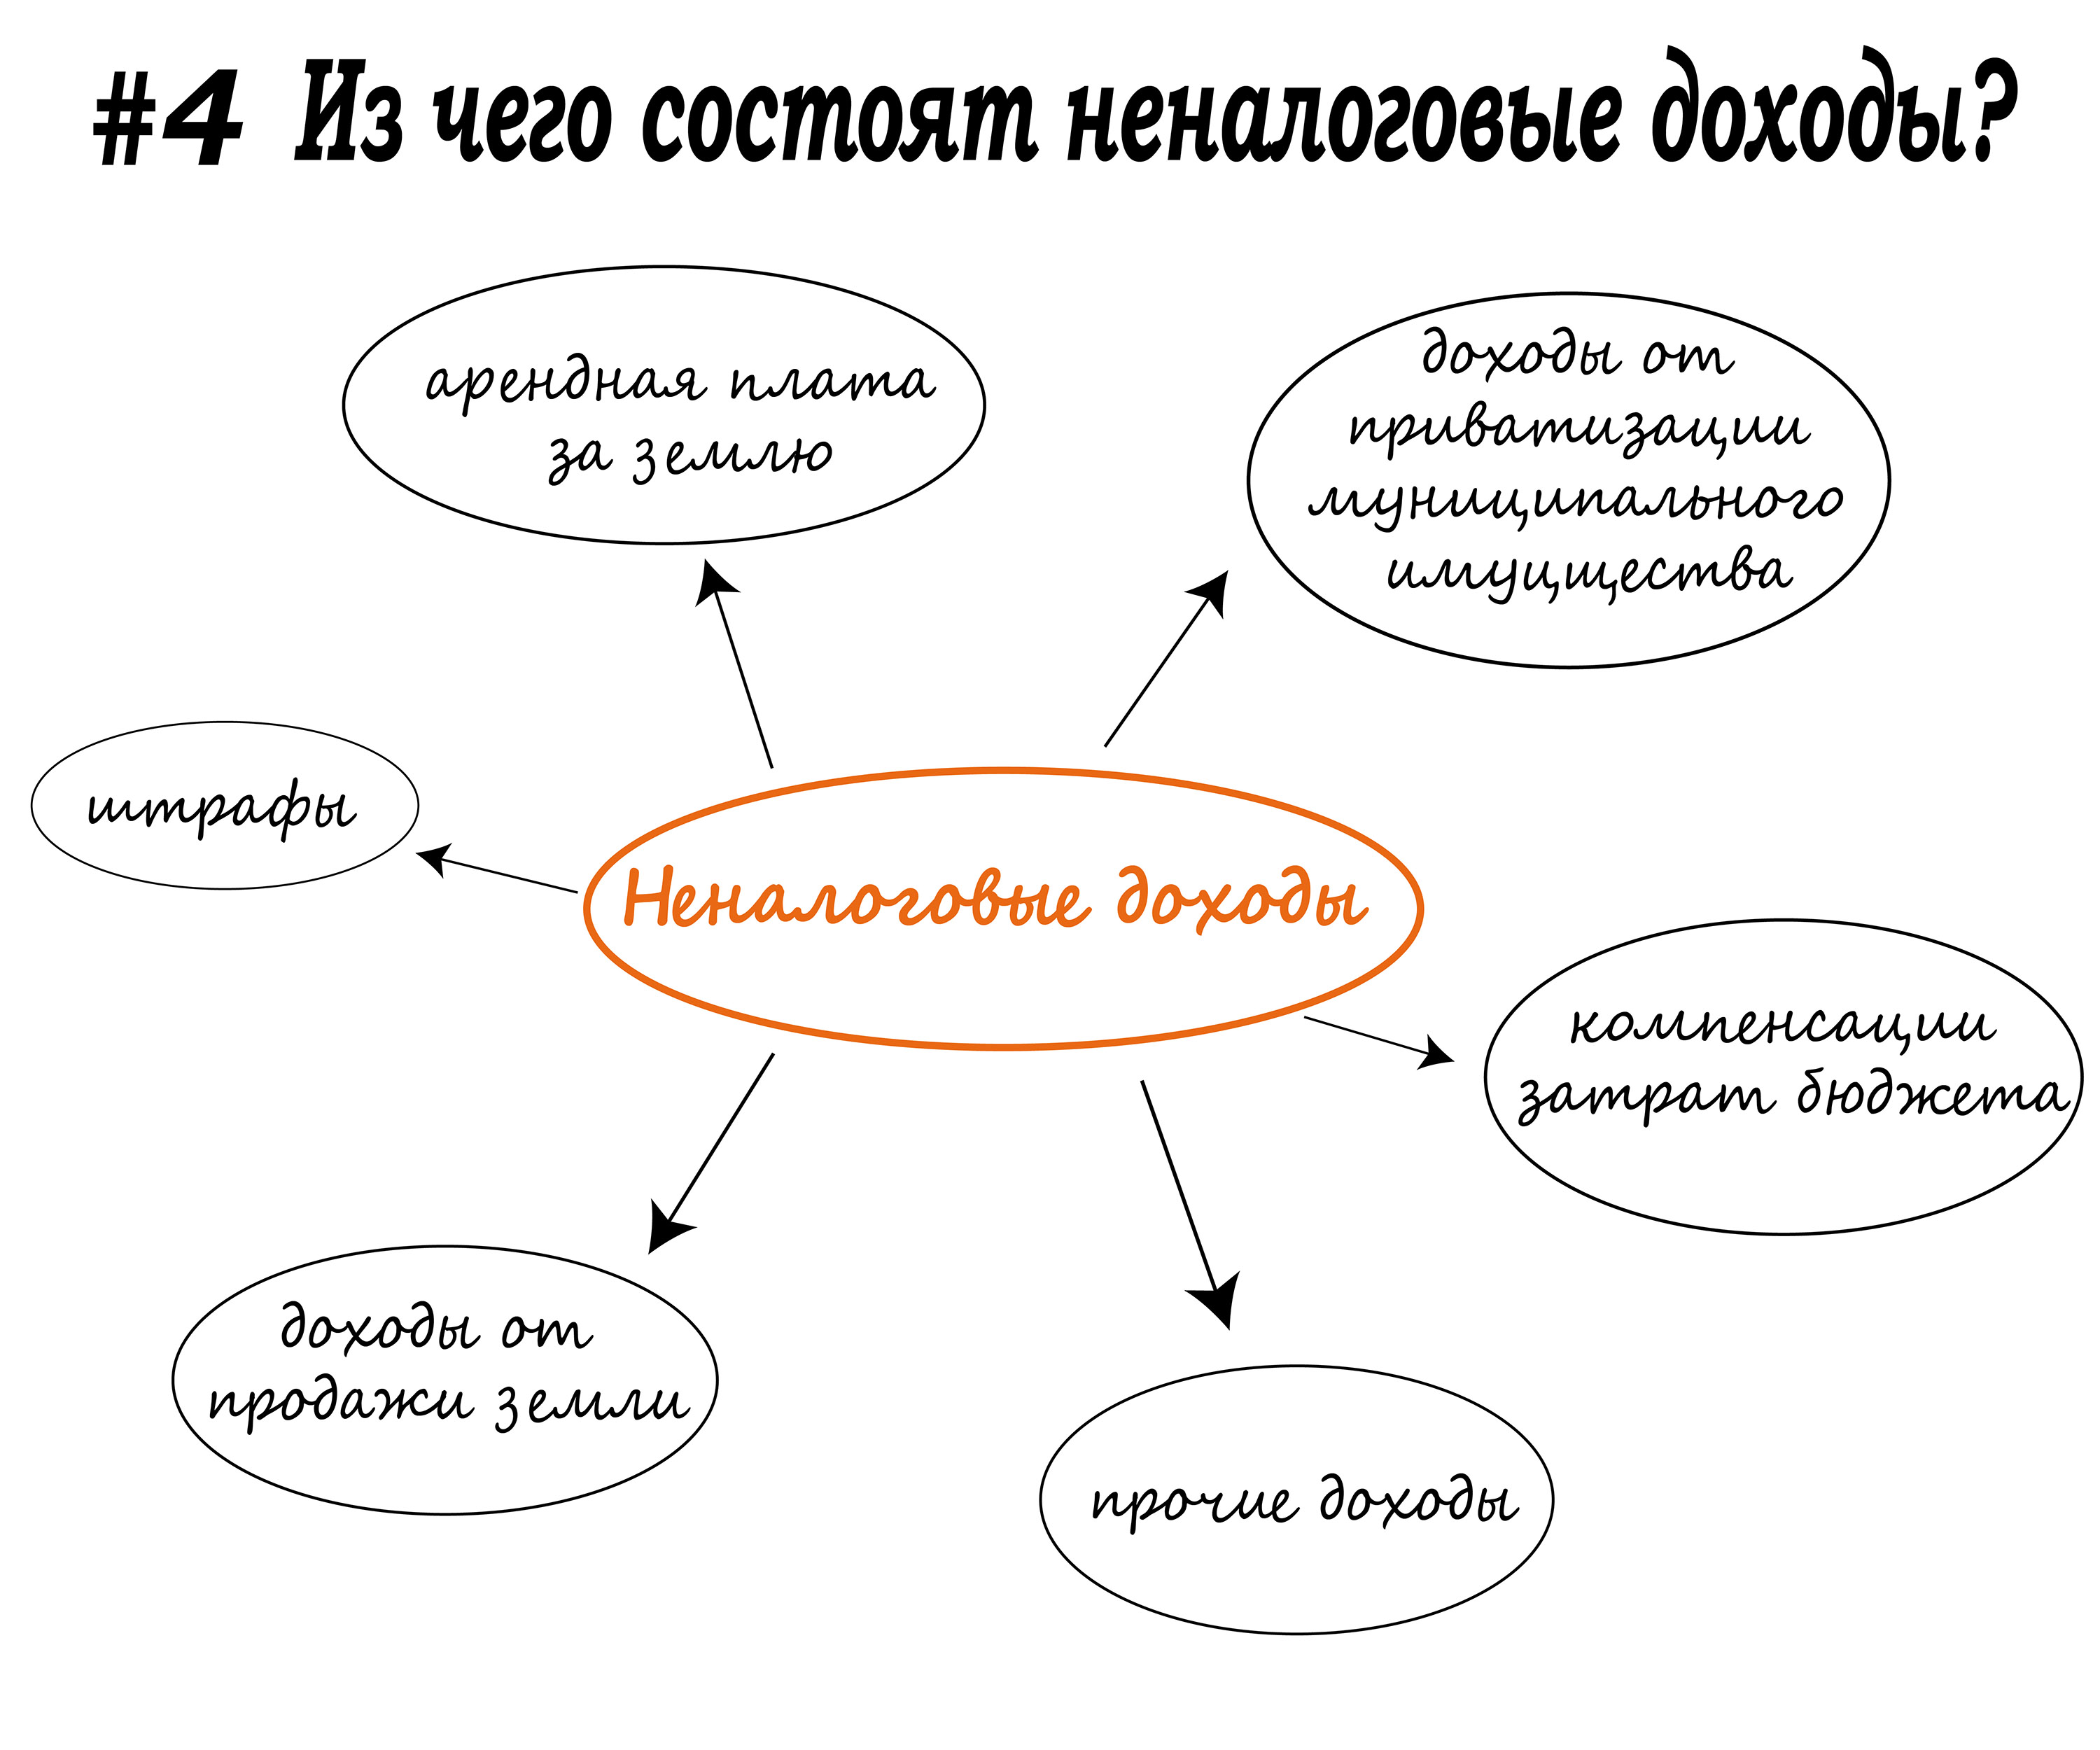 #4 Из чего состоят неналоговые доходы?
арендная плата
за землю
доходы от
приватизации
муниципального
имущества
штрафы
Неналоговые доходы
компенсации
затрат бюджета
доходы от
продажи земли
прочие доходы